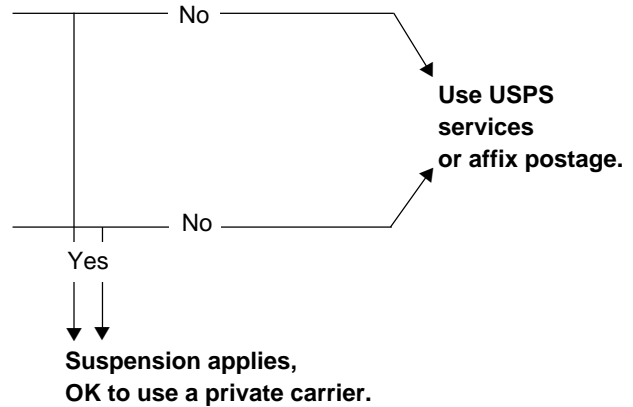 No
Use USPS
services
or affix postage.
No
Yes
Suspension applies,
OK to use a private carrier.